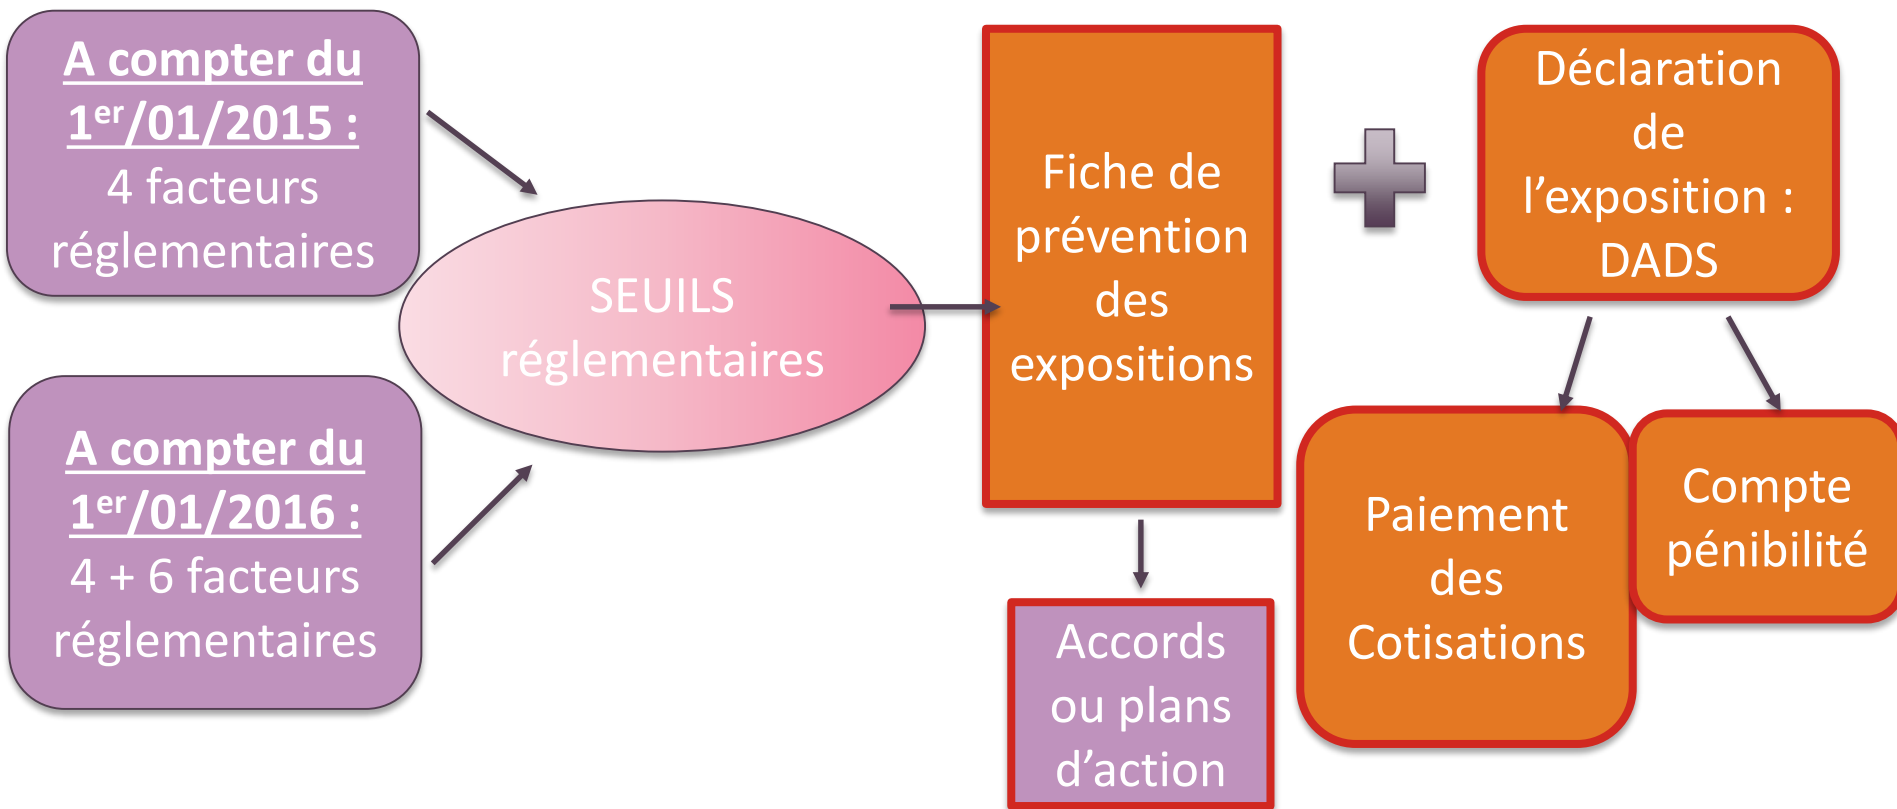 A compter du
1er/01/2015 :
4 facteurs
réglementaires
A compter du
1er/01/2016 :
4 + 6 facteurs
réglementaires
SEUILS
réglementaires
Fiche de
prévention
des
expositions
Accords
ou plans
d’action
Déclaration
de
l’exposition :
DADS
Paiement
des
Cotisations
Compte
pénibilité